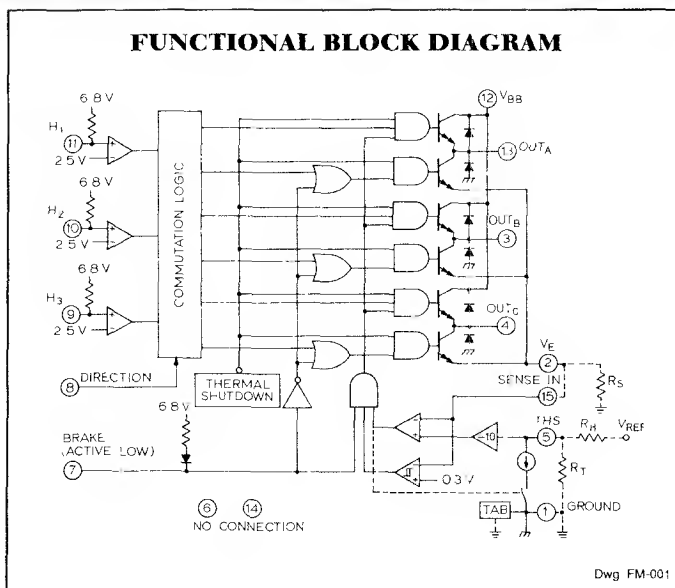 FUNCTIONAL BLOCK DIAGRAM
6 8 V
H1
11
2 5 V
6.8 V
H2
10
2 5 V
6.8 V
H3
9
2 5 V
COMMUTATION LOGIC
8
DIRECTION
THERMAL
SHUTDOWN
6 8 V
BRAKE
(ACTIVE LOW)
7
6 14
NO CONNECTION
12 VBB
13 OUTA
OUTB
3
OUTC
4
VE
2
SENSE IN
15
RS
5
RH
VREF
÷10
0.3 V
RT
TAB
1
GROUND
Dwg FM-001